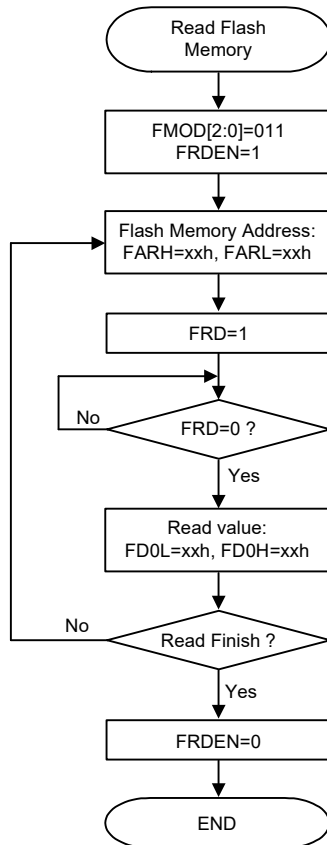 Read Flash
Memory
FMOD[2:0]=011
FRDEN=1
Flash Memory Address:
FARH=xxh, FARL=xxh
FRD=1
FRD=0 ?
No
Yes
Read value:
FD0L=xxh, FD0H=xxh
Read Finish ?
No
Yes
FRDEN=0
END